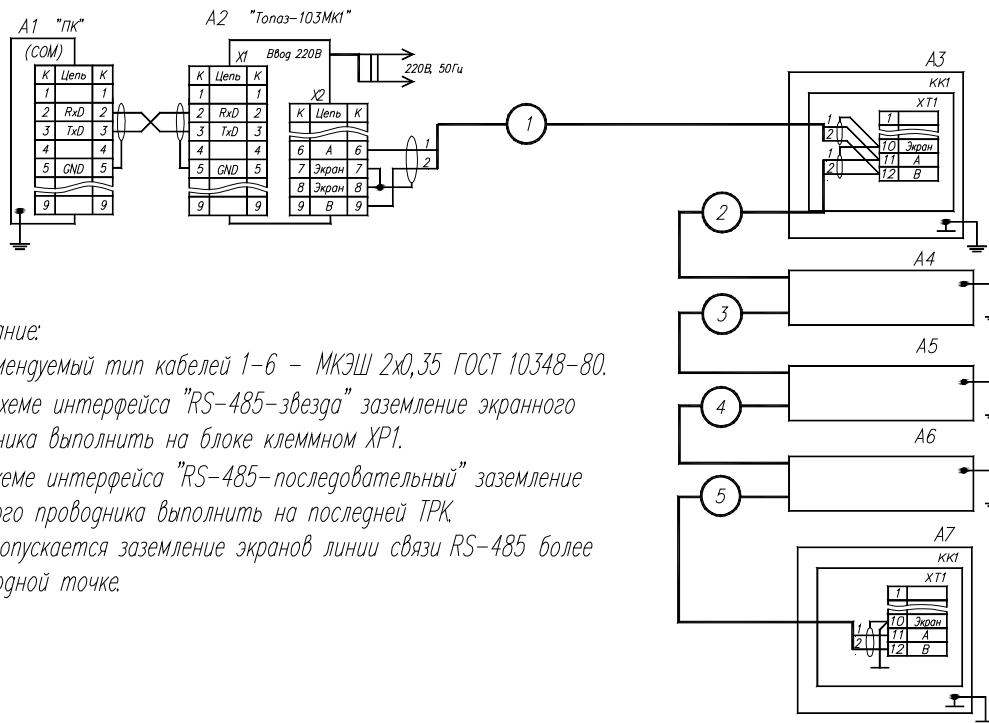 A1 "ПК"
(COM)
К Цепь К
1 1
2 RxD 2
3 TxD 3
4 4
5 GND 5
9 9
A2 "Топаз-103МК1"
X1
Ввод 220В
220В, 50Гц
К Цепь К
1 1
2 RxD 2
3 TxD 3
4 4
5 GND 5
9 9
X2
К Цепь К
6 A 6
7 Экран 7
8 Экран 8
9 B 9
1
2
1
A3
КК1
XT1
1
10 Экран
11 A
12 B
1
2
1
2
2
A4
3
A5
4
A6
5
A7
КК1
XT1
1
10 Экран
11 A
12 B
1
2
ание:
мендуемый тип кабелей 1-6 - МКЭШ 2x0,35 ГОСТ 10348-80.
хеме интерфейса "RS-485-звезда" заземление экранного
ника выполнить на блоке клеммном ХР1.
еме интерфейса "RS-485-последовательный" заземление
ого проводника выполнить на последней ТРК.
опускается заземление экранов линии связи RS-485 более
одной точке.